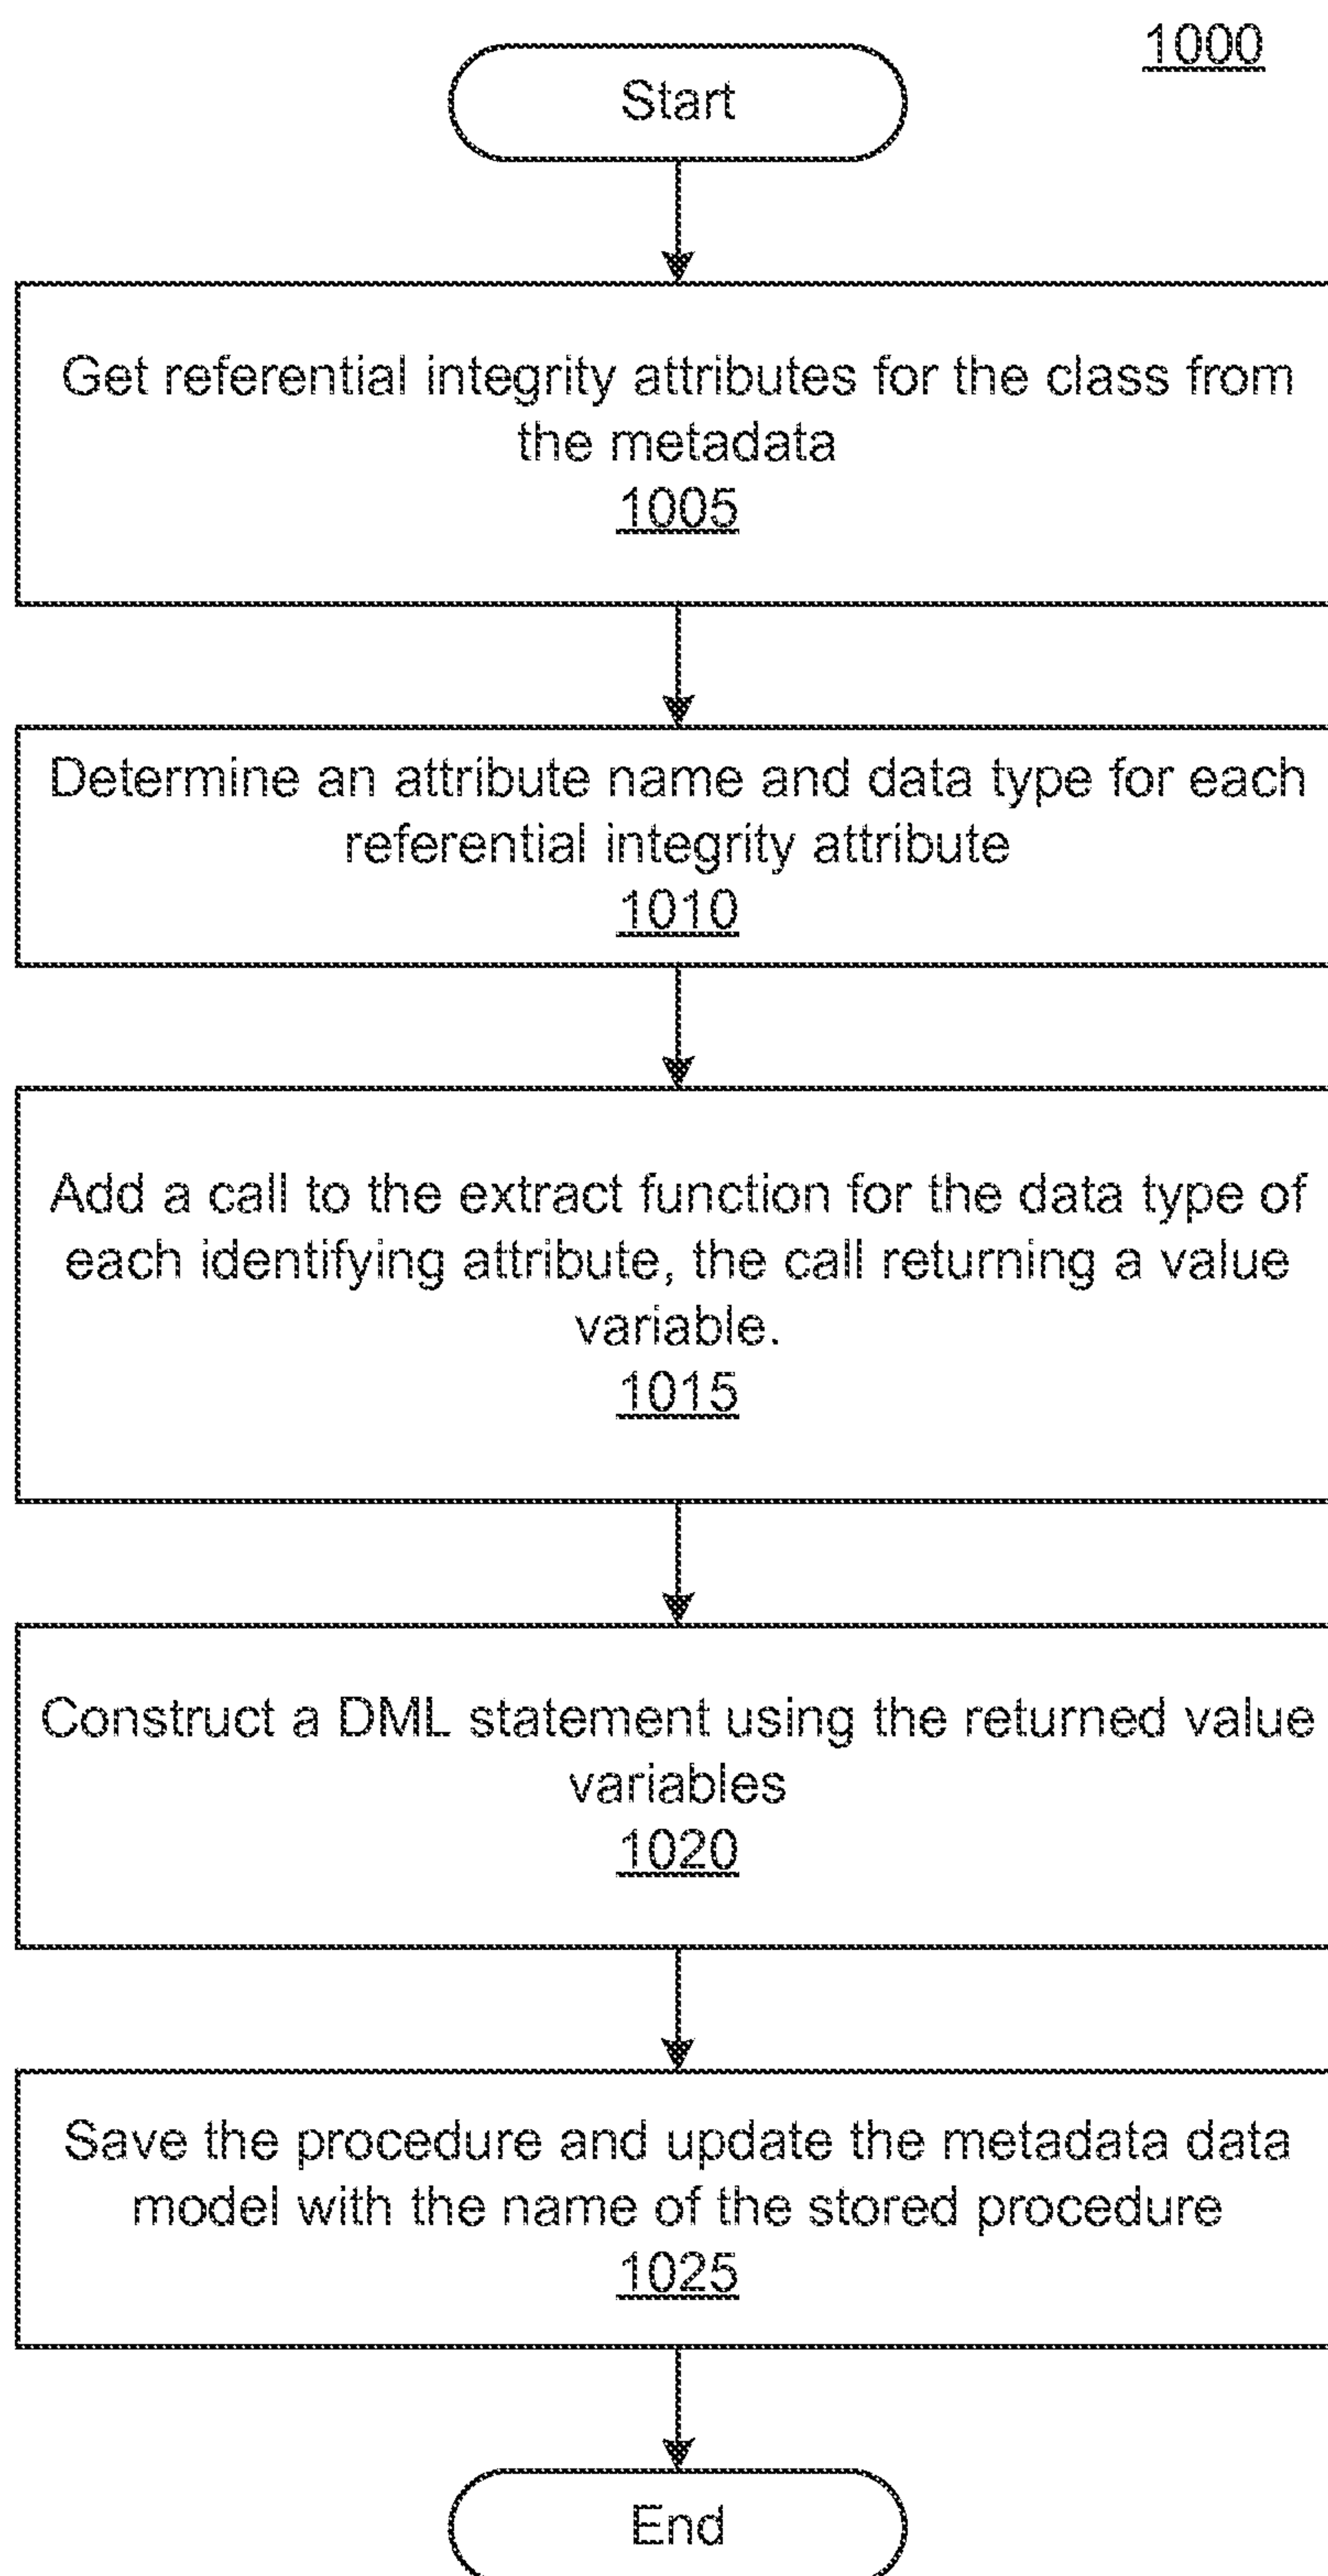 1000
Start
Get referential integrity attributes for the class from
the metadata
1005
Determine an attribute name and data type for each
referential integrity attribute
1010
Add a call to the extract function for the data type of
each identifying attribute, the call returning a value
variable.
1015
Construct a DML statement using the returned value
variables
1020
Save the procedure and update the metadata data
model with the name of the stored procedure
1025
End